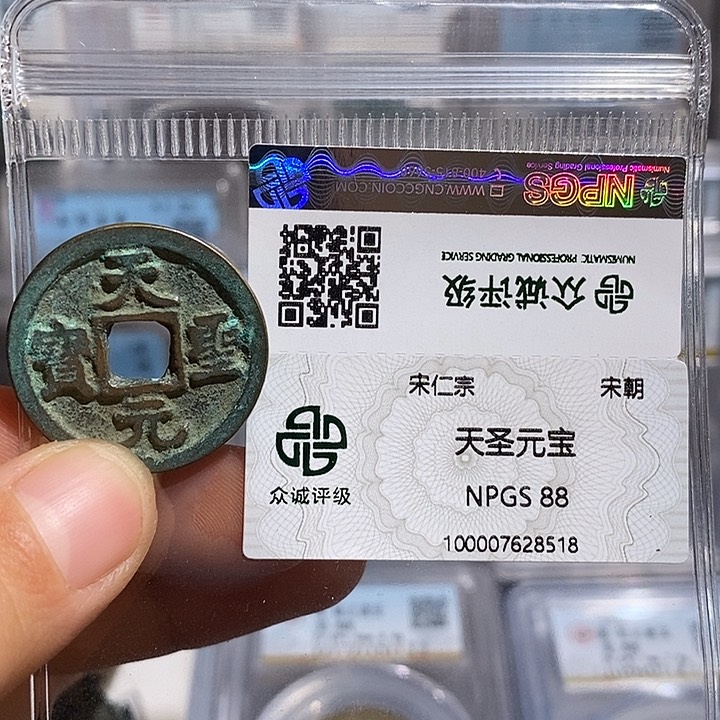 天聖元寶
Numismatic Professional Grading Service
NPGS
WWW.CNGCCOIN.COM
NUMISMATIC PROFESSIONAL GRADING SERVICE
众诚评级
宋仁宗 宋朝
天圣元宝
众诚评级
NPGS 88
100007628518